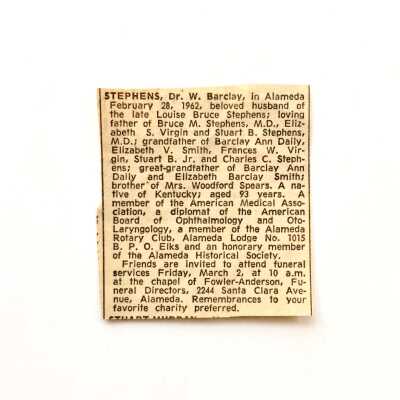 STEPHENS, Dr. W. Barclay, in Alameda
February 28, 1962, beloved husband of
the late Louise Bruce Stephens; loving
father of Bruce M. Stephens, M.D., Eliz-
abeth S. Virgin and Stuart B. Stephens,
M.D.; grandfather of Barclay Ann Daily,
Elizabeth V. Smith, Frances W. Vir-
gin, Stuart B. Jr. and Charles C. Steph-
ens; great-grandfather of Barclay Ann
Daily and Elizabeth Barclay Smith;
brother of Mrs. Woodford Spears. A na-
tive of Kentucky; aged 93 years. A
member of the American Medical Asso-
ciation, a diplomat of the American
Board of Ophthalmology and Oto-
Laryngology, a member of the Alameda
Rotary Club, Alameda Lodge No. 1015
B. P. O. Elks and an honorary member
of the Alameda Historical Society.
Friends are invited to attend funeral
services Friday, March 2, at 10 a.m.
at the chapel of Fowler-Anderson, Fu-
neral Directors, 2244 Santa Clara Ave-
nue, Alameda. Remembrances to your
favorite charity preferred.